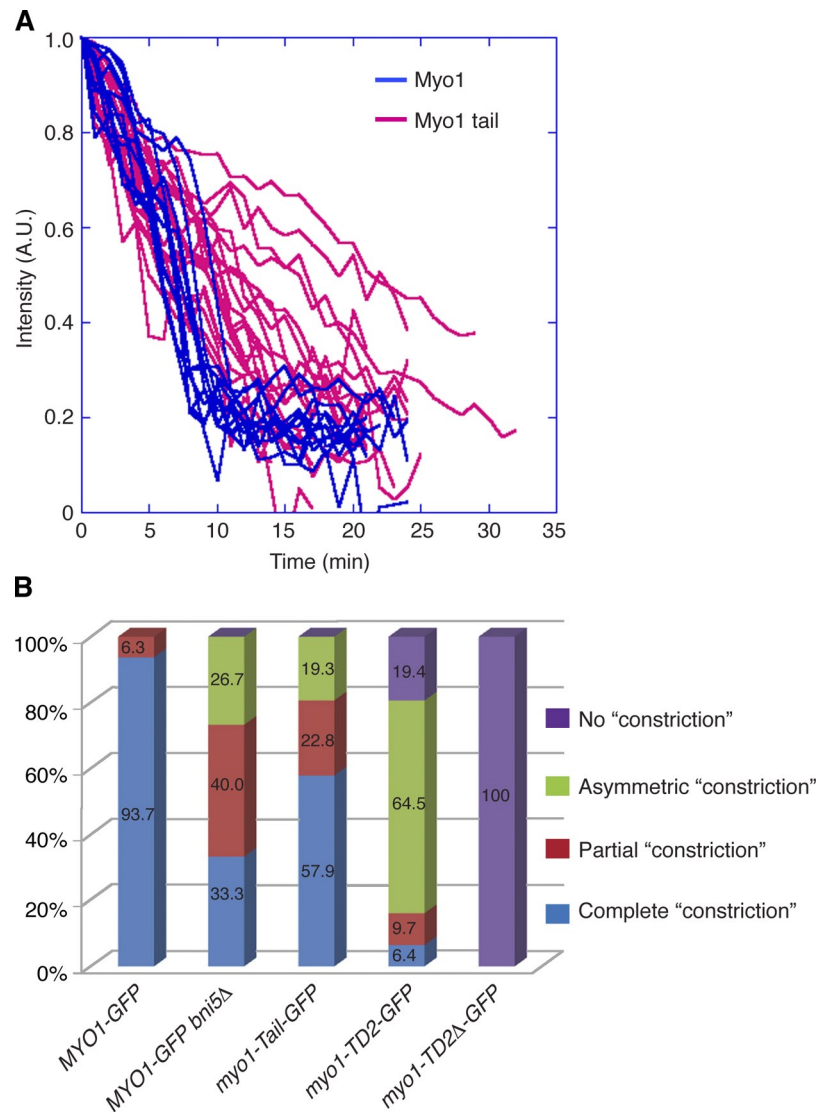 A
1.0
0.8
0.6
0.4
0.2
0
Intensity (A.U.)
Myo1
Myo1 tail
0 5 10 15 20 25 30 35
Time (min)
B
100%
80%
60%
40%
20%
0%
6.3
93.7
26.7
40.0
33.3
19.3
22.8
57.9
19.4
64.5
9.7
6.4
100
No “constriction”
Asymmetric “constriction”
Partial “constriction”
Complete “constriction”
MYO1-GFP
MYO1-GFP bni5Δ
myo1-Tail-GFP
myo1-TD2-GFP
myo1-TD2Δ-GFP